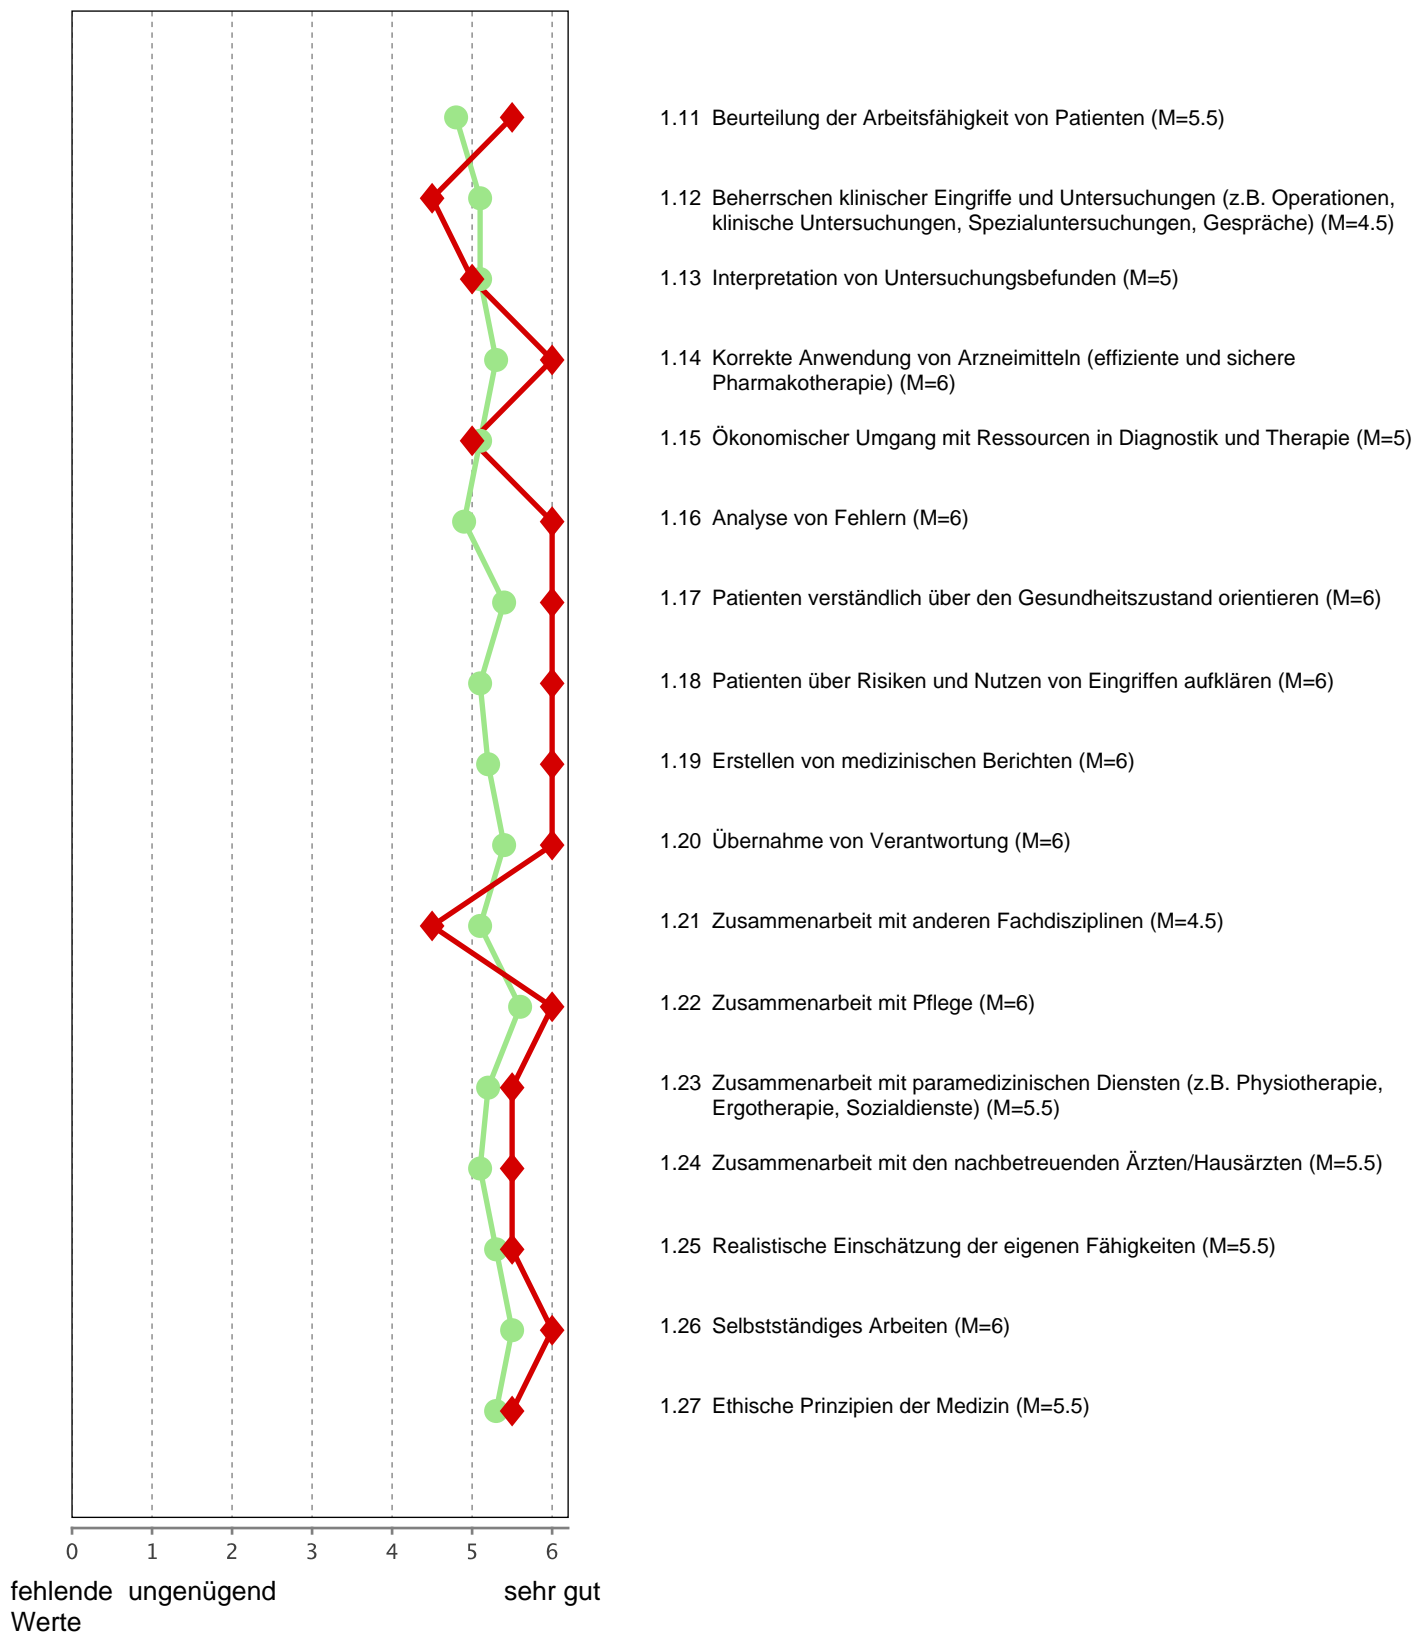 1.11 Beurteilung der Arbeitsfähigkeit von Patienten (M=5.5)
1.12 Beherrschen klinischer Eingriffe und Untersuchungen (z.B. Operationen,
klinische Untersuchungen, Spezialuntersuchungen, Gespräche) (M=4.5)
1.13 Interpretation von Untersuchungsbefunden (M=5)
1.14 Korrekte Anwendung von Arzneimitteln (effiziente und sichere
Pharmakotherapie) (M=6)
1.15 Ökonomischer Umgang mit Ressourcen in Diagnostik und Therapie (M=5)
1.16 Analyse von Fehlern (M=6)
1.17 Patienten verständlich über den Gesundheitszustand orientieren (M=6)
1.18 Patienten über Risiken und Nutzen von Eingriffen aufklären (M=6)
1.19 Erstellen von medizinischen Berichten (M=6)
1.20 Übernahme von Verantwortung (M=6)
1.21 Zusammenarbeit mit anderen Fachdisziplinen (M=4.5)
1.22 Zusammenarbeit mit Pflege (M=6)
1.23 Zusammenarbeit mit paramedizinischen Diensten (z.B. Physiotherapie,
Ergotherapie, Sozialdienste) (M=5.5)
1.24 Zusammenarbeit mit den nachbetreuenden Ärzten/Hausärzten (M=5.5)
1.25 Realistische Einschätzung der eigenen Fähigkeiten (M=5.5)
1.26 Selbstständiges Arbeiten (M=6)
1.27 Ethische Prinzipien der Medizin (M=5.5)
0 1 2 3 4 5 6
fehlende ungenügend sehr gut
Werte